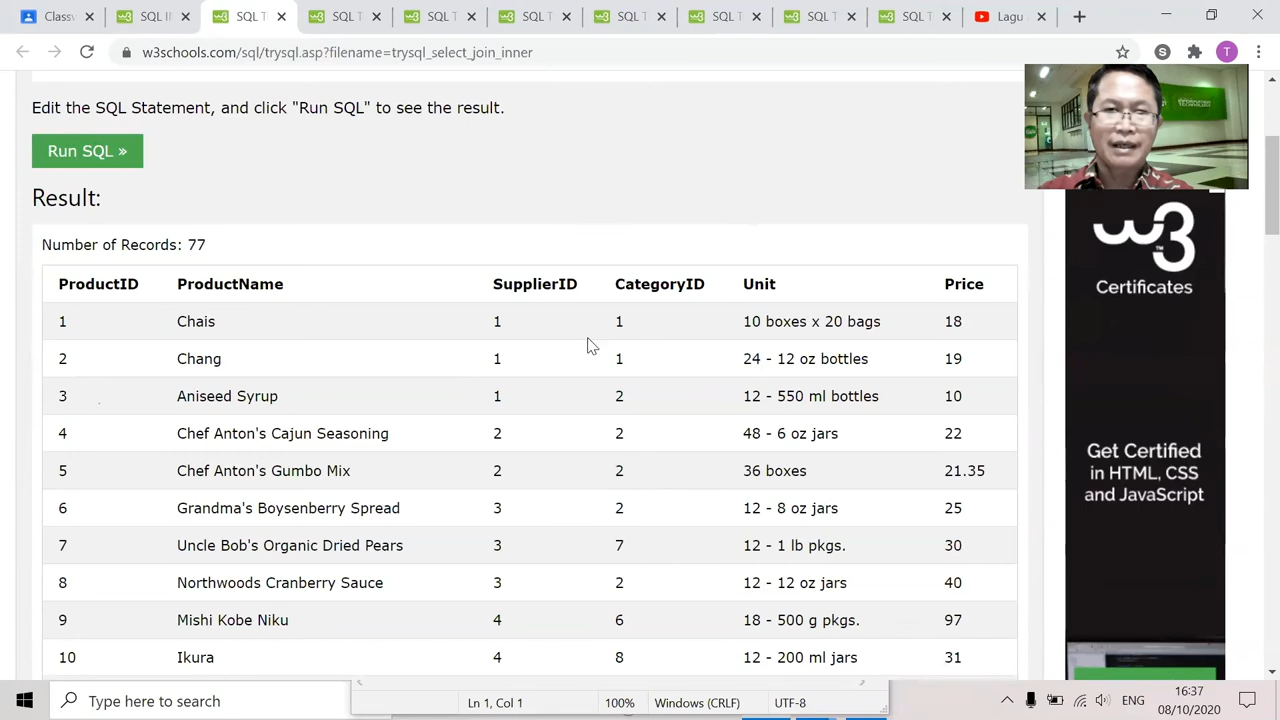 Classv
SQL I
SQL T
SQL T
SQL
SQL T
SQL T
SQL T
SQL T
Lagu
w3schools.com/sql/trysql.asp?filename=trysql_select_join_inner
S
T
Edit the SQL Statement, and click "Run SQL" to see the result.
Run SQL »
Result:
Number of Records: 77
ProductID ProductName SupplierID CategoryID Unit Price
1 Chais 1 1 10 boxes x 20 bags 18
2 Chang 1 1 24 - 12 oz bottles 19
3 Aniseed Syrup 1 2 12 - 550 ml bottles 10
4 Chef Anton's Cajun Seasoning 2 2 48 - 6 oz jars 22
5 Chef Anton's Gumbo Mix 2 2 36 boxes 21.35
6 Grandma's Boysenberry Spread 3 2 12 - 8 oz jars 25
7 Uncle Bob's Organic Dried Pears 3 7 12 - 1 lb pkgs. 30
8 Northwoods Cranberry Sauce 3 2 12 - 12 oz jars 40
9 Mishi Kobe Niku 4 6 18 - 500 g pkgs. 97
10 Ikura 4 8 12 - 200 ml jars 31
w3
TM
Certificates
Get Certified
in HTML, CSS
and JavaScript
Ln 1, Col 1 100% Windows (CRLF) UTF-8
Type here to search
ENG
16:37
08/10/2020